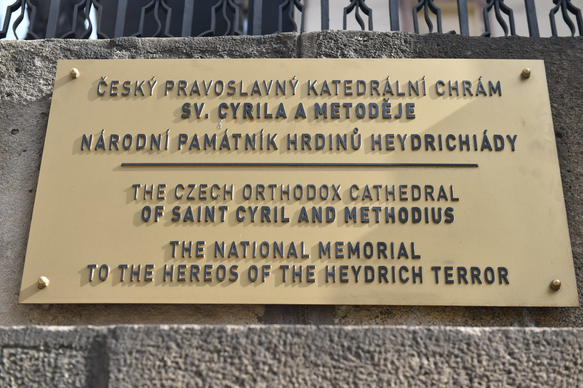 ČESKÝ PRAVOSLAVNÝ KATEDRÁLNÍ CHRÁM
SV. CYRILA A METODĚJE
NÁRODNÍ PAMÁTNÍK HRDINŮ HEYDRICHIÁDY
THE CZECH ORTHODOX CATHEDRAL
OF SAINT CYRIL AND METHODIUS
THE NATIONAL MEMORIAL
TO THE HEREOS OF THE HEYDRICH TERROR